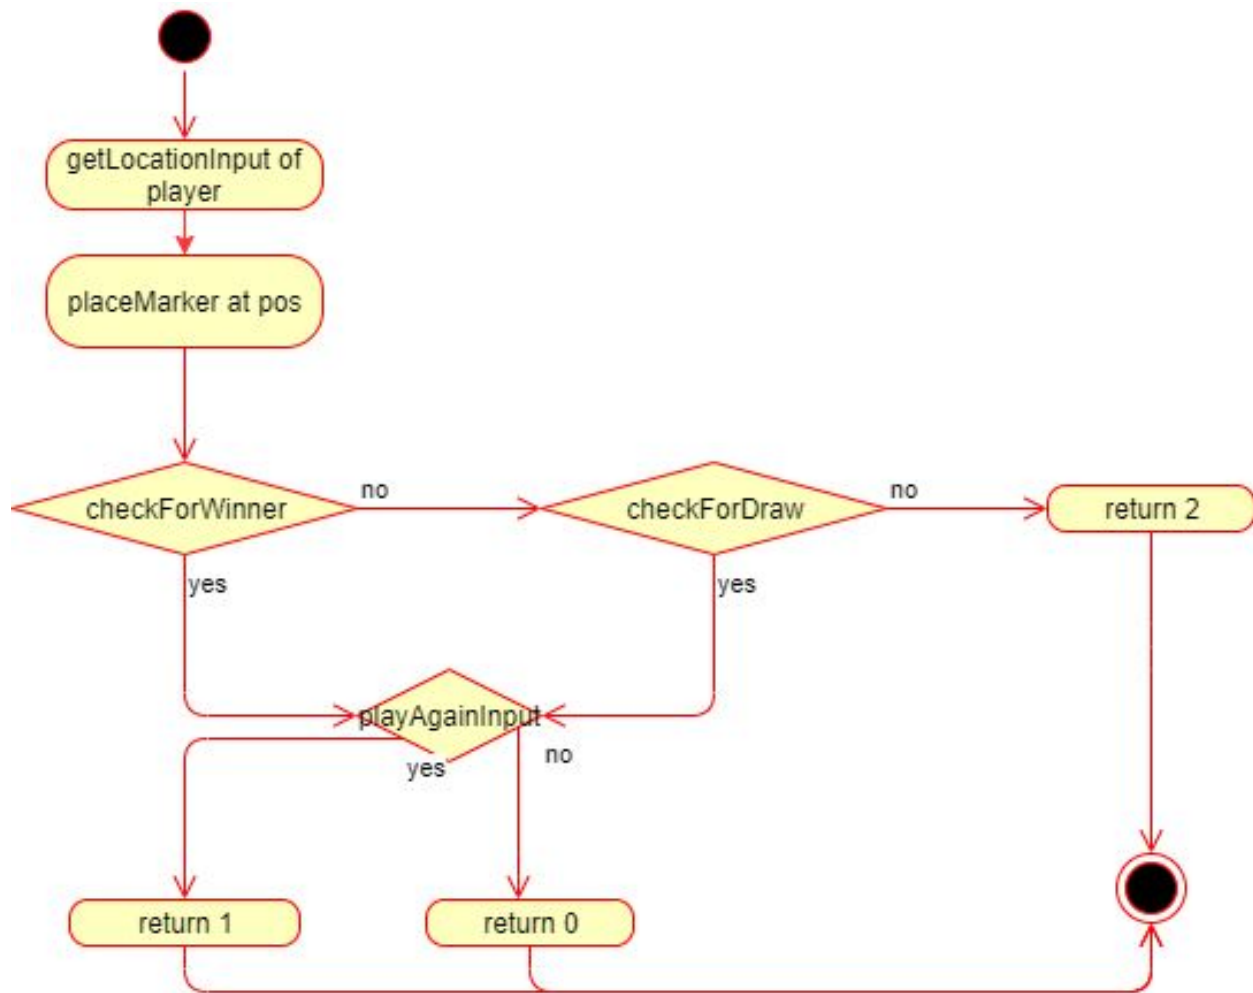 getLocationInput of
player
placeMarker at pos
checkForWinner
no
checkForDraw
no
return 2
yes
yes
playAgainInput
yes
no
return 1
return 0